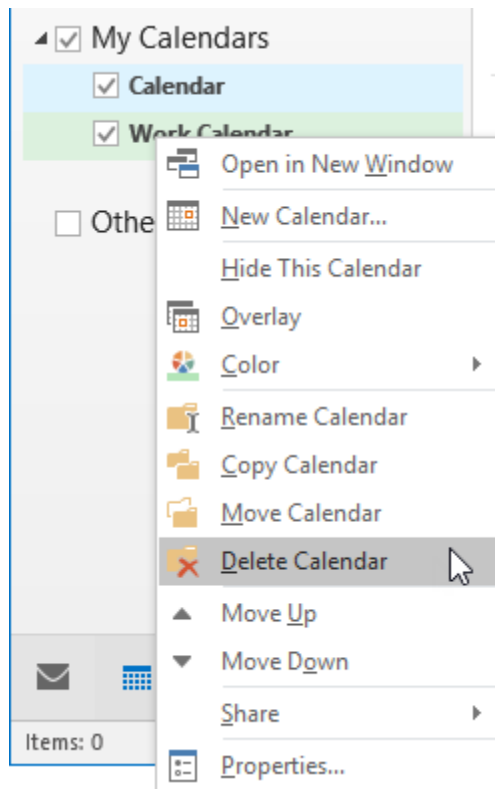 My Calendars
Calendar
Work Calendar
Othe
Open in New Window
New Calendar...
Hide This Calendar
Overlay
Color
Rename Calendar
Copy Calendar
Move Calendar
Delete Calendar
Move Up
Move Down
Share
Items: 0
Properties...